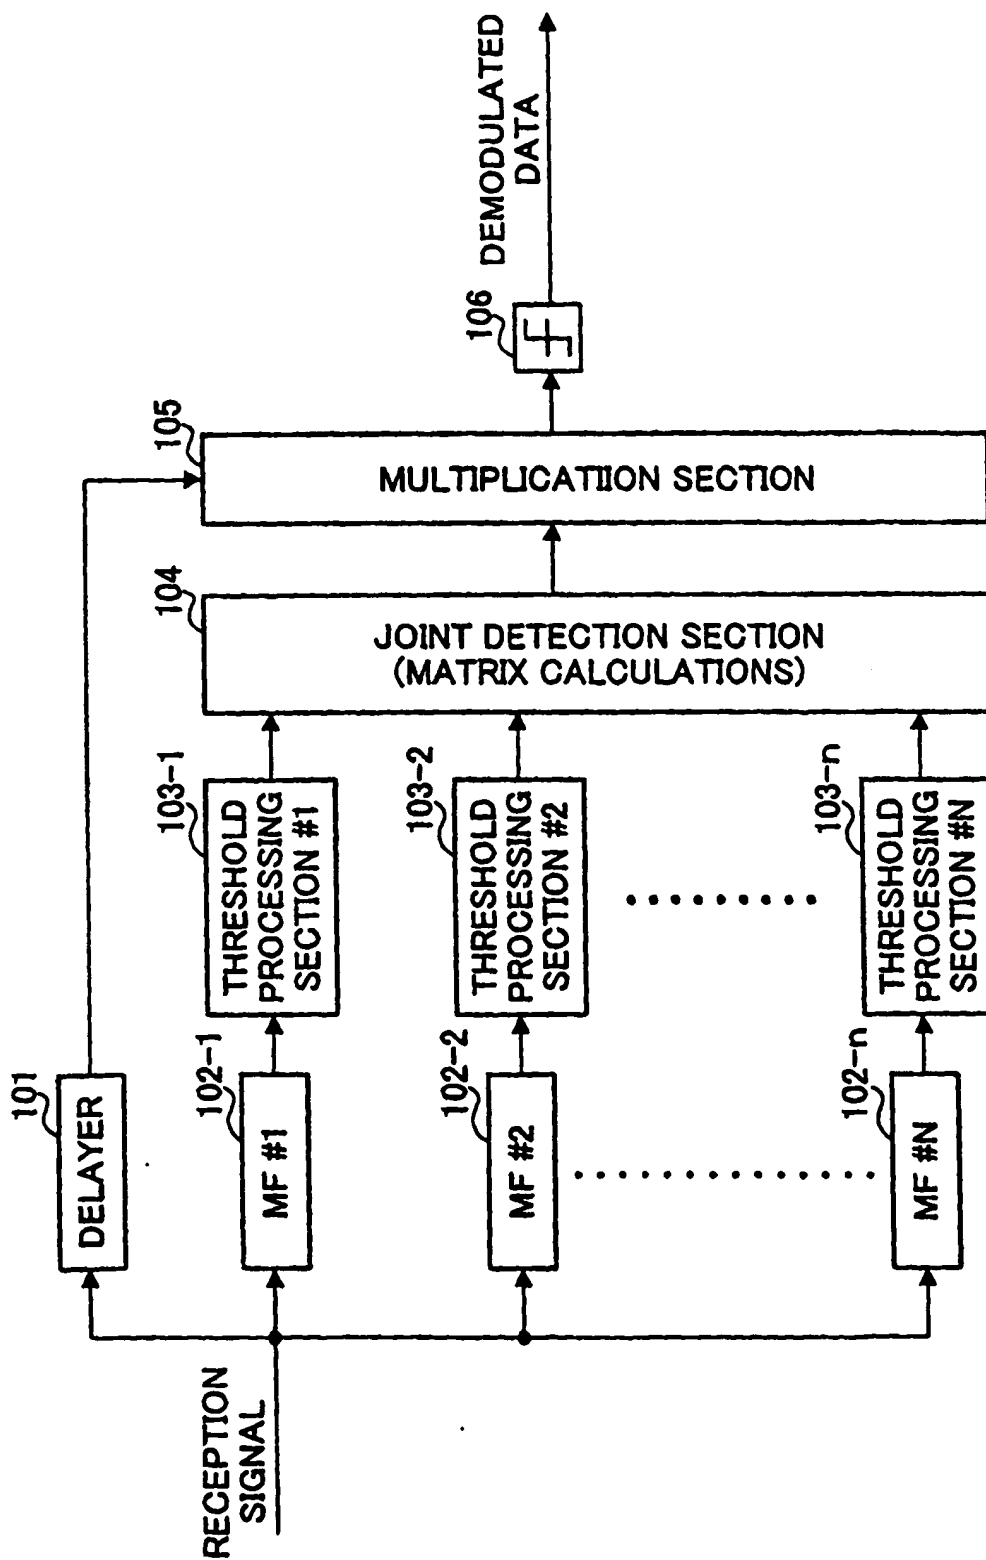 RECEPTION
SIGNAL
101
DELAYER
102-1
MF #1
102-2
MF #2
102-n
MF #N
103-1
THRESHOLD
PROCESSING
SECTION #1
103-2
THRESHOLD
PROCESSING
SECTION #2
103-n
THRESHOLD
PROCESSING
SECTION #N
104
JOINT DETECTION SECTION
(MATRIX CALCULATIONS)
105
MULTIPLICATIION SECTION
106
DEMODULATED
DATA